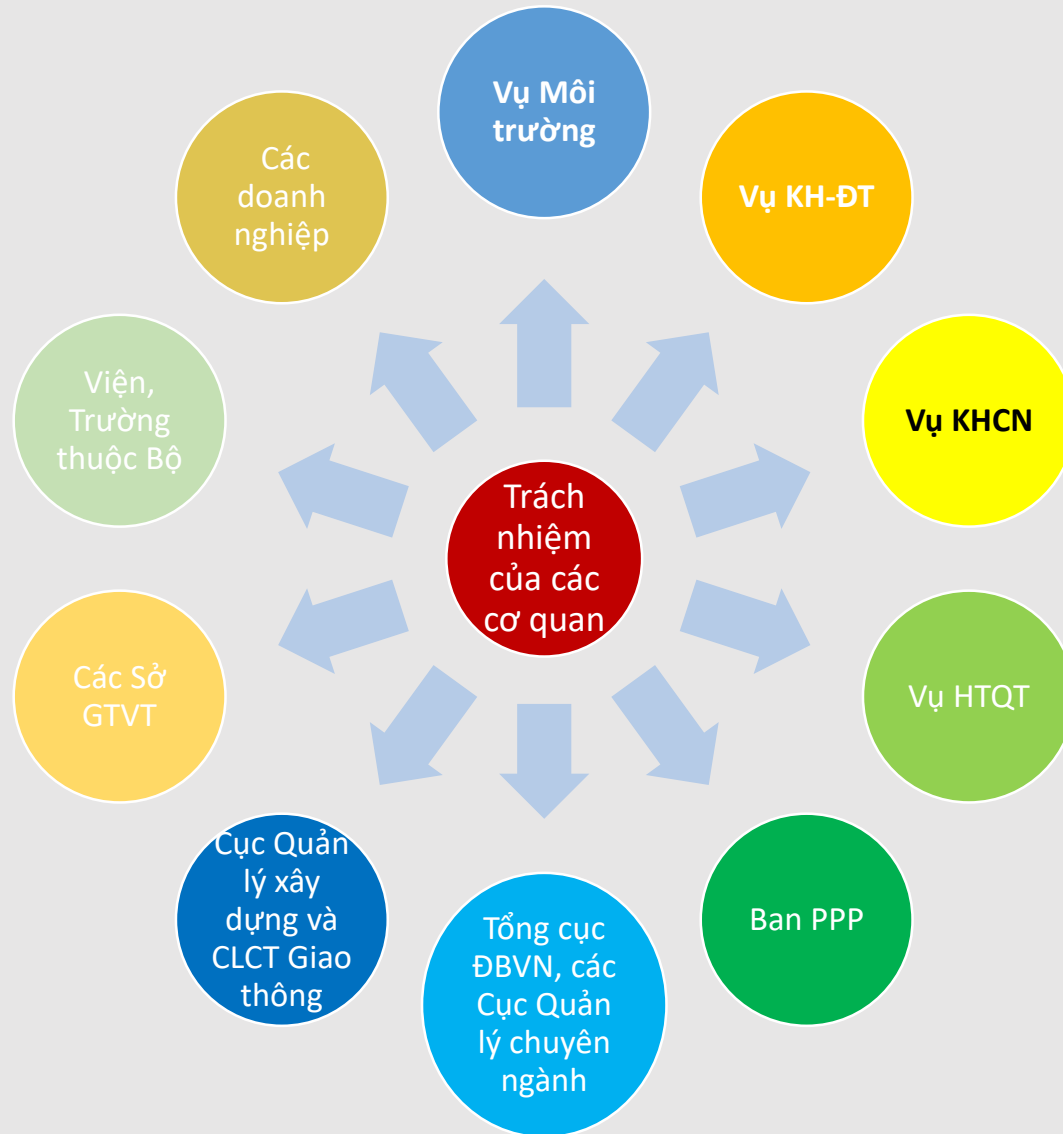 Vụ Môi
trường
Vụ KH-ĐT
Vụ KHCN
Vụ HTQT
Ban PPP
Tổng cục
ĐBVN, các
Cục Quản
lý chuyên
ngành
Cục Quản
lý xây
dựng và
CLCT Giao
thông
Các Sở
GTVT
Viện,
Trường
thuộc Bộ
Các
doanh
nghiệp
Trách
nhiệm
của các
cơ quan